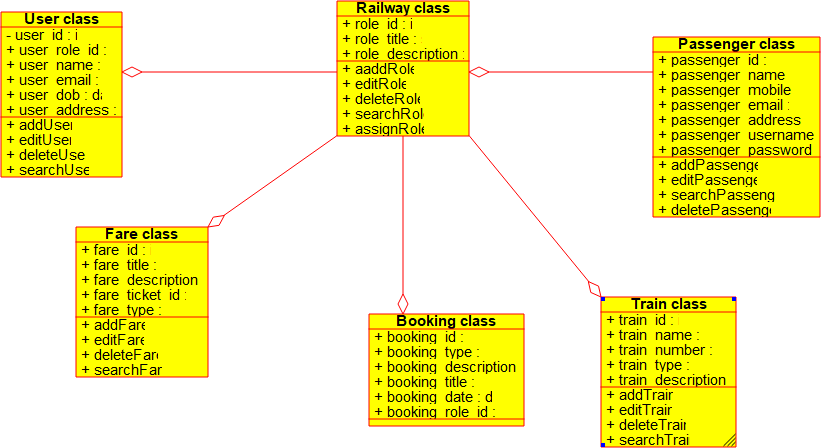 User class
- user_id : i
+ user_role_id :
+ user_name :
+ user_email :
+ user_dob : da
+ user_address :
+ addUser
+ editUser
+ deleteUse
+ searchUse
Railway class
+ role_id : i
+ role_title :
+ role_description :
+ aaddRole
+ editRole
+ deleteRole
+ searchRole
+ assignRole
Passenger class
+ passenger_id :
+ passenger_name
+ passenger_mobile
+ passenger_email :
+ passenger_address
+ passenger_username
+ passenger_password
+ addPassenge
+ editPassenge
+ searchPasseng
+ deletePassenge
Fare class
+ fare_id :
+ fare_title :
+ fare_description
+ fare_ticket_id :
+ fare_type :
+ addFare
+ editFare
+ deleteFare
+ searchFar
Booking class
+ booking_id :
+ booking_type :
+ booking_description
+ booking_title :
+ booking_date : d
+ booking_role_id :
Train class
+ train_id :
+ train_name :
+ train_number :
+ train_type :
+ train_description
+ addTrain
+ editTrain
+ deleteTrain
+ searchTrai